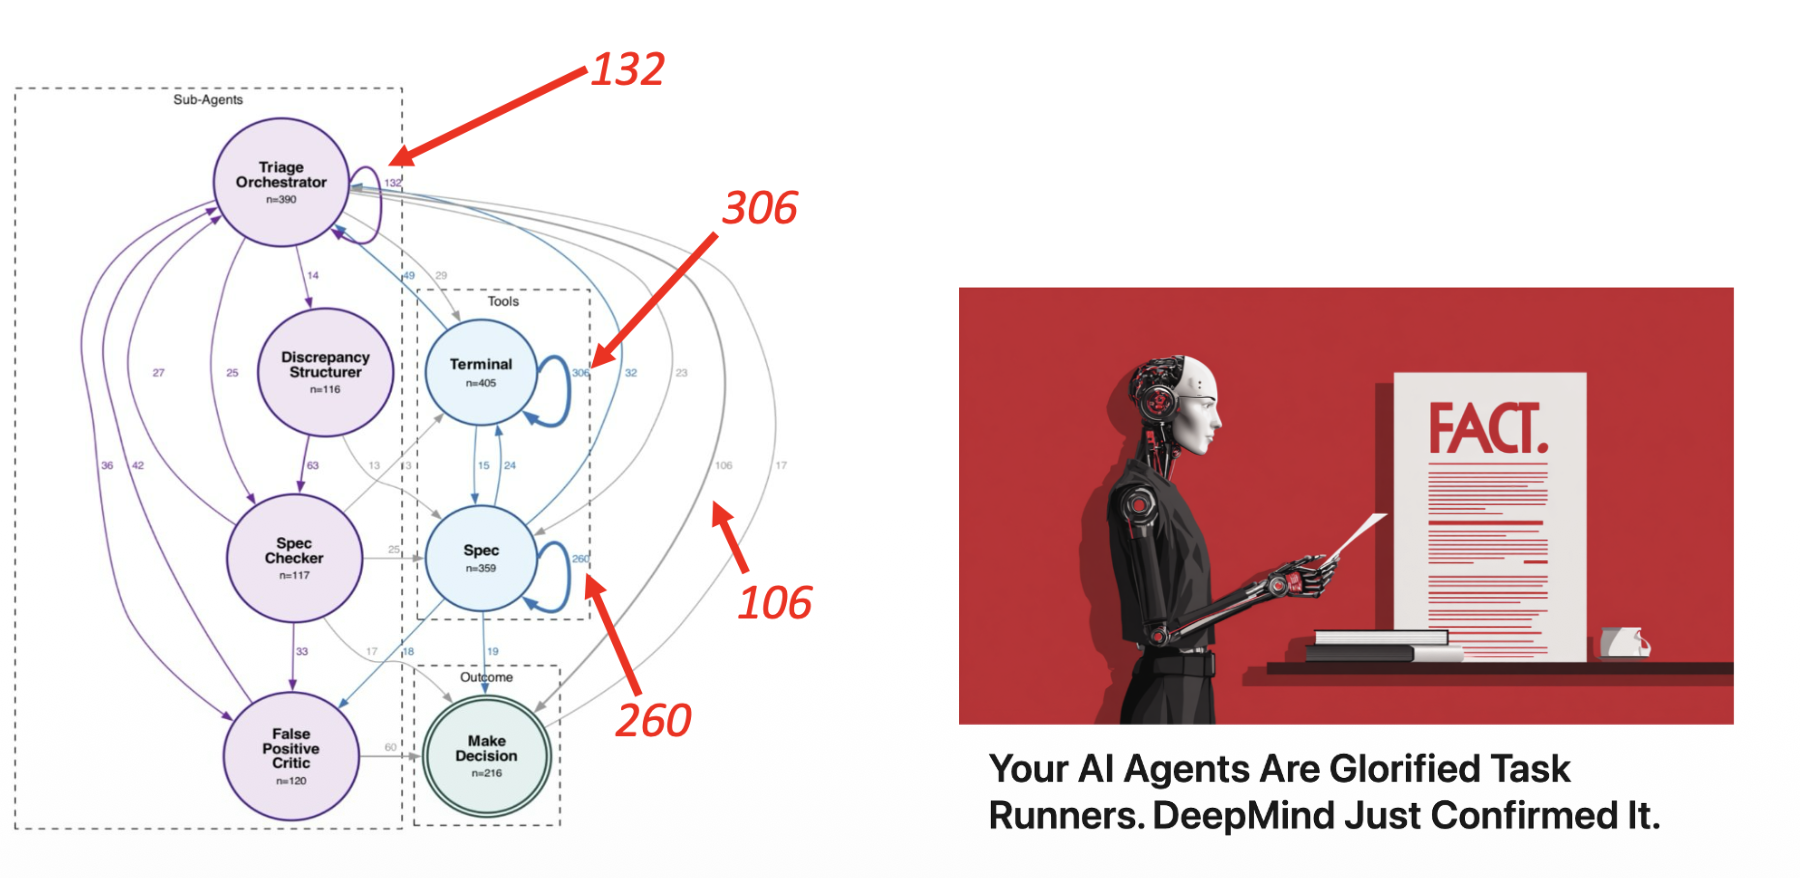 132
Sub-Agents
Triage
Orchestrator
n=390
132
306
14
49
29
Tools
Discrepancy
Structurer
n=116
Terminal
n=405
306
27
25
32
23
63
13
3
15
24
36
42
106
17
Spec
Checker
n=117
25
Spec
n=359
260
106
33
17
18
19
260
Outcome
False
Positive
Critic
n=120
60
Make
Decision
n=216
FACT.
Your AI Agents Are Glorified Task
Runners. DeepMind Just Confirmed It.